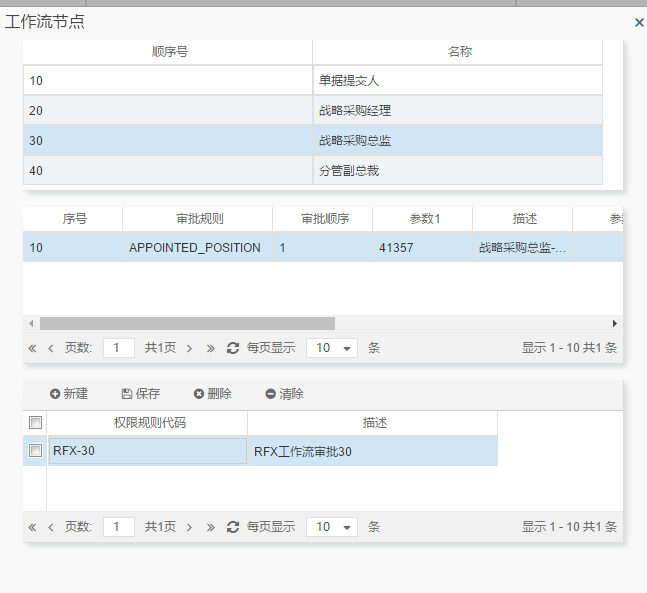 工作流节点
顺序号 名称
10 单据提交人
20 战略采购经理
30 战略采购总监
40 分管副总裁
序号 审批规则 审批顺序 参数1 描述
10 APPOINTED_POSITION 1 41357 战略采购总监-...
页数: 1 共1页 每页显示 10 条 显示 1 - 10 共1 条
新建 保存 删除 清除
权限规则代码 描述
RFX-30 RFX工作流审批30
页数: 1 共1页 每页显示 10 条 显示 1 - 10 共1 条